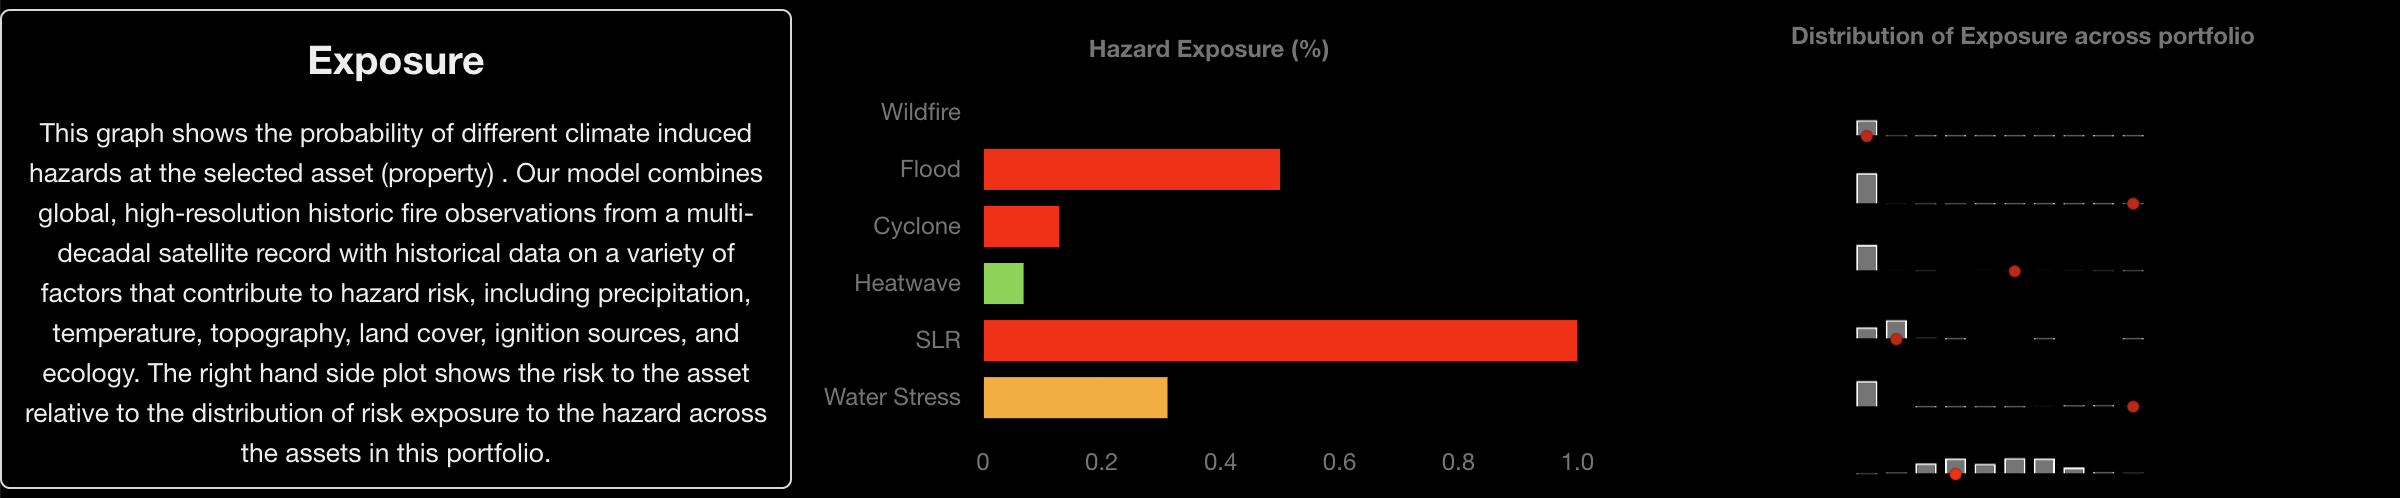 Exposure
This graph shows the probability of different climate induced
hazards at the selected asset (property) . Our model combines
global, high-resolution historic fire observations from a multi-
decadal satellite record with historical data on a variety of
factors that contribute to hazard risk, including precipitation,
temperature, topography, land cover, ignition sources, and
ecology. The right hand side plot shows the risk to the asset
relative to the distribution of risk exposure to the hazard across
the assets in this portfolio.
Hazard Exposure (%)
Wildfire
Flood
Cyclone
Heatwave
SLR
Water Stress
0 0.2 0.4 0.6 0.8 1.0
Distribution of Exposure across portfolio